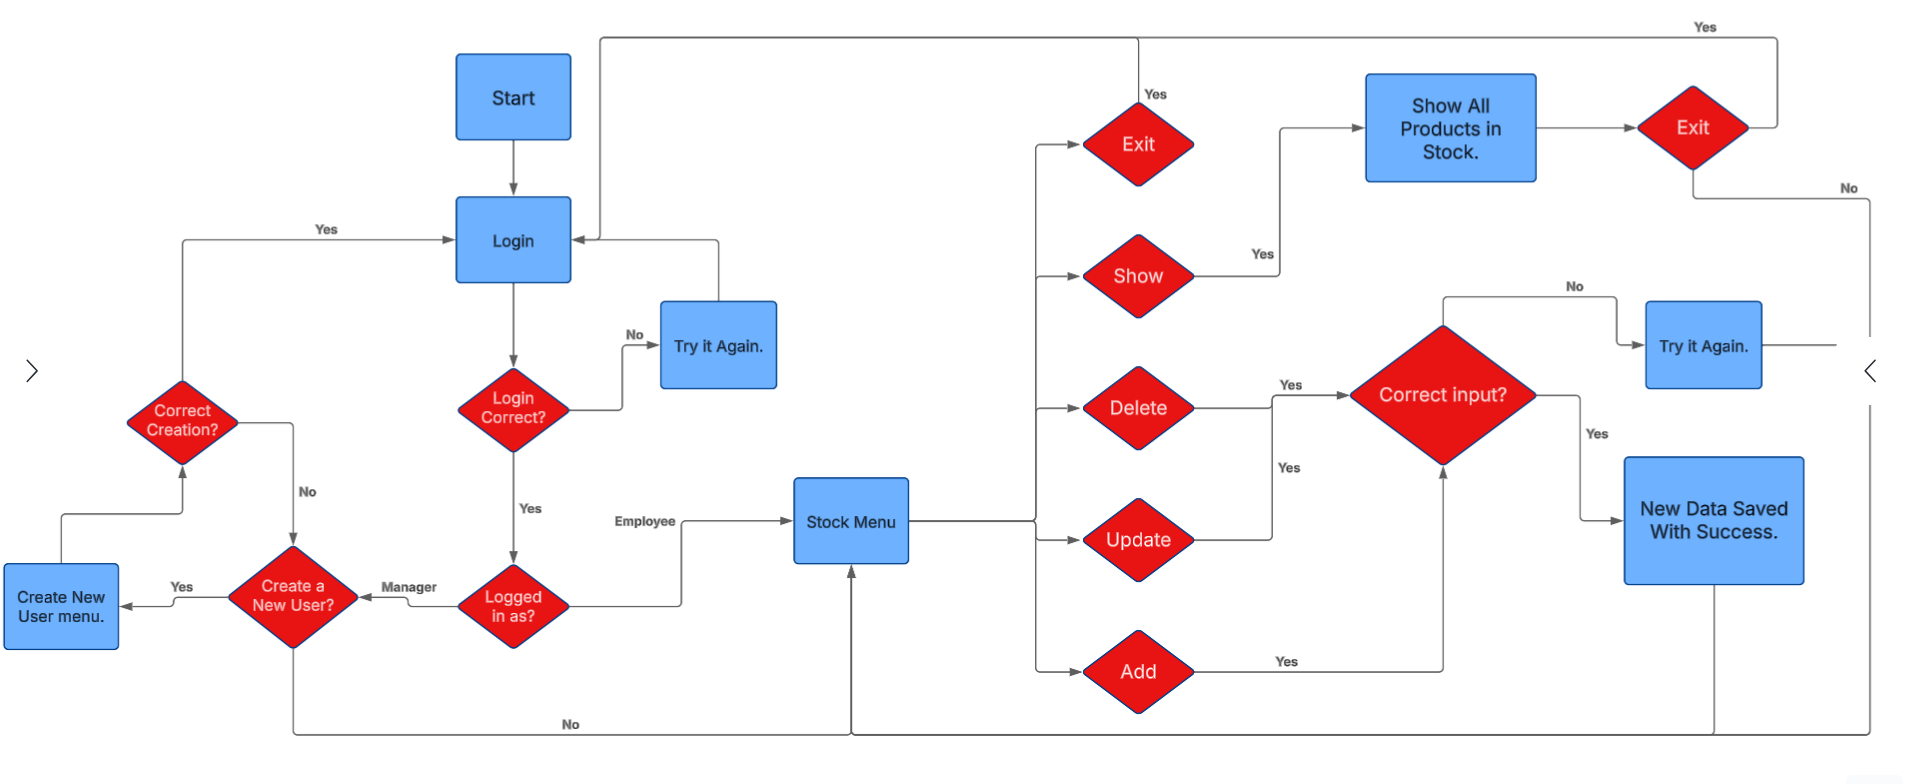 Yes
Start
Yes
Exit
Show All
Products in
Stock.
Exit
No
Yes
Login
Yes
Show
No
No
Try it Again.
Try it Again.
Correct
Creation?
Login
Correct?
Delete
Yes
Correct input?
Yes
Yes
No
Yes
Employee
Stock Menu
Update
New Data Saved
With Success.
Create New
User menu.
Yes
Create a
New User?
Manager
Logged
in as?
Add
Yes
No